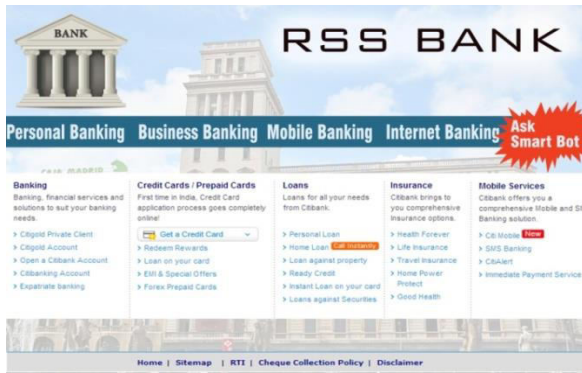 BANK
RSS BANK
Personal Banking Business Banking Mobile Banking Internet Banking
Ask
Smart Bot
CAJA MADRID
Banking
Banking, financial services and
solutions to suit your banking
needs.
> Citigold Private Client
> Citigold Account
> Open a Citibank Account
> Citibanking Account
> Expatriate banking
Credit Cards / Prepaid Cards
First time in India, Credit Card
application process goes completely
online!
Get a Credit Card
> Redeem Rewards
> Loan on your card
> EMI & Special Offers
> Forex Prepaid Cards
Loans
Loans for all your needs
from Citibank.
> Personal Loan
> Home Loan Call Instantly
> Loan against property
> Ready Credit
> Instant Loan on your card
> Loans against Securities
Insurance
Citibank brings to
you comprehensive
Insurance options.
> Health Forever
> Life Insurance
> Travel Insurance
> Home Power
Protect
> Good Health
Mobile Services
Citibank offers you a
comprehensive Mobile and SM
Banking solution.
> Citi Mobile New
> SMS Banking
> CitiAlert
> Immediate Payment Service
Home | Sitemap | RTI | Cheque Collection Policy | Disclaimer